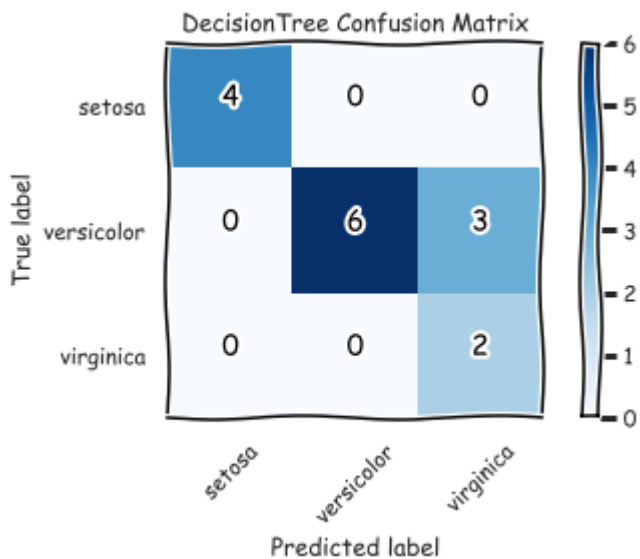 DecisionTree Confusion Matrix
6
5
4
3
2
1
0
True label
setosa
4 0 0
versicolor
0 6 3
virginica
0 0 2
setosa
versicolor
virginica
Predicted label